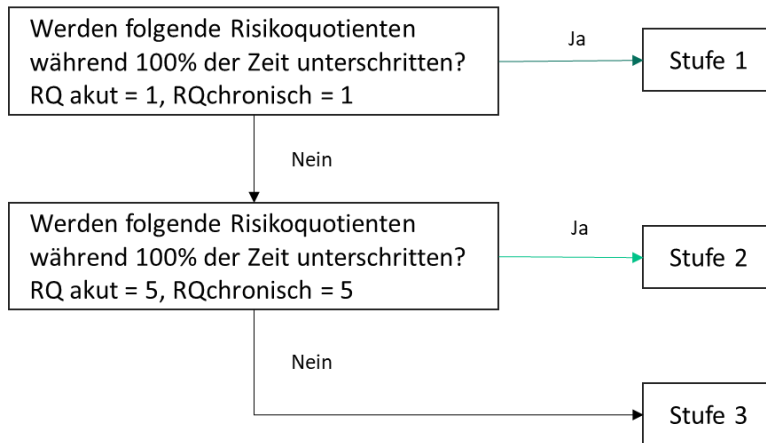 Werden folgende Risikoquotienten
während 100% der Zeit unterschritten?
RQ akut = 1, RQchronisch = 1
Ja
Stufe 1
Nein
Werden folgende Risikoquotienten
während 100% der Zeit unterschritten?
RQ akut = 5, RQchronisch = 5
Ja
Stufe 2
Nein
Stufe 3